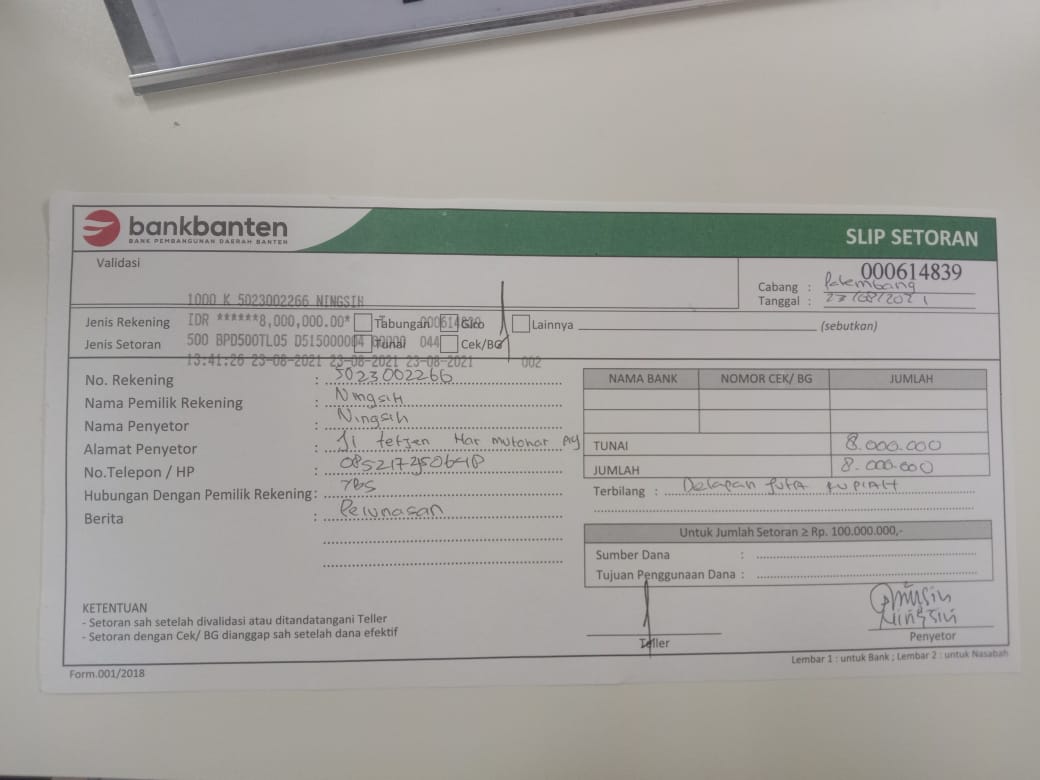 bankbanten
BANK PEMBANGUNAN DAERAH BANTEN
SLIP SETORAN
Validasi
000614839
Cabang : Palembang
Tanggal : 23/08/2021
1000 K 5023002266 NINGSIH
Jenis Rekening IDR ******8,000,000.00* Tabungan Giro Lainnya (sebutkan)
Jenis Setoran 500 BPD500TL05 D515000004 Tunai 044 Cek/BG
13:41:26 23-08-2021 23-08-2021 23-08-2021 002
No. Rekening : 5023002266
Nama Pemilik Rekening : Ningsih
Nama Penyetor : Ningsih
Alamat Penyetor : Jl
No.Telepon / HP :
Hubungan Dengan Pemilik Rekening : YBS
Berita : Pelunasan
NAMA BANK NOMOR CEK/ BG JUMLAH
TUNAI 8.000.000
JUMLAH 8.000.000
Terbilang : Delapan juta RUPIAH
Untuk Jumlah Setoran ≥ Rp. 100.000.000,-
Sumber Dana :
Tujuan Penggunaan Dana :
KETENTUAN
- Setoran sah setelah divalidasi atau ditandatangani Teller
- Setoran dengan Cek/ BG dianggap sah setelah dana efektif
Teller
Ningsih
Penyetor
Form.001/2018
Lembar 1 : untuk Bank ; Lembar 2 : untuk Nasabah